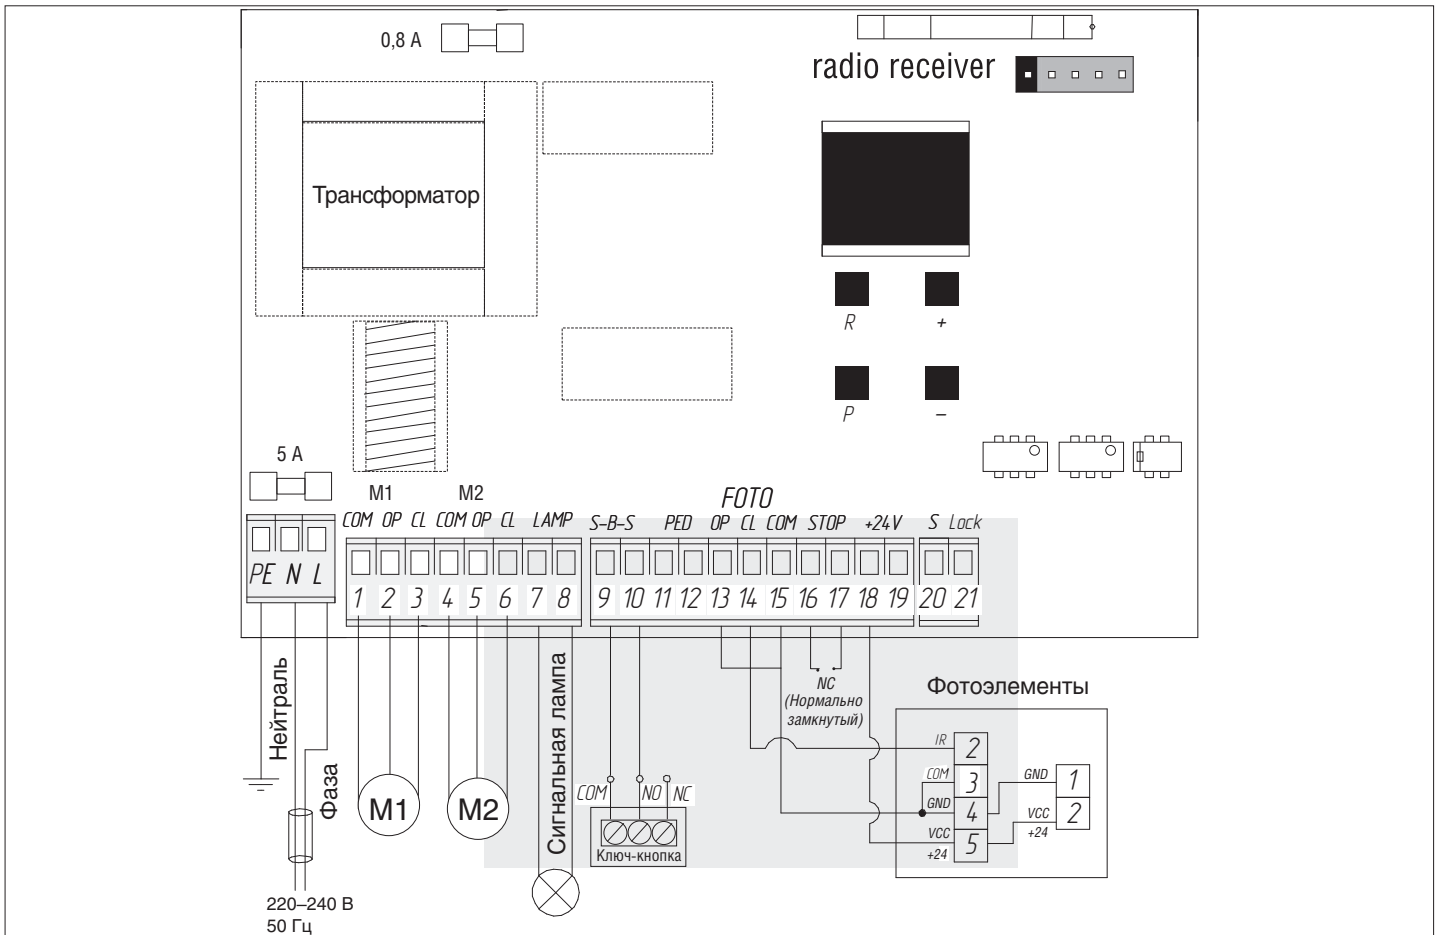 0,8 А
radio receiver
Трансформатор
R +
P –
5 А
M1 M2
COM OP CL COM OP CL LAMP
FOTO
S–B–S PED OP CL COM STOP +24V
S Lock
PE N L
1 2 3 4 5 6 7 8
9 10 11 12 13 14 15 16 17 18 19
20 21
Нейтраль
Фаза
220–240 В
50 Гц
M1
M2
Сигнальная лампа
COM NO NC
Ключ-кнопка
NC
(Нормально
замкнутый)
Фотоэлементы
IR 2
COM 3
GND 4
VCC 5
+24
GND 1
VCC 2
+24